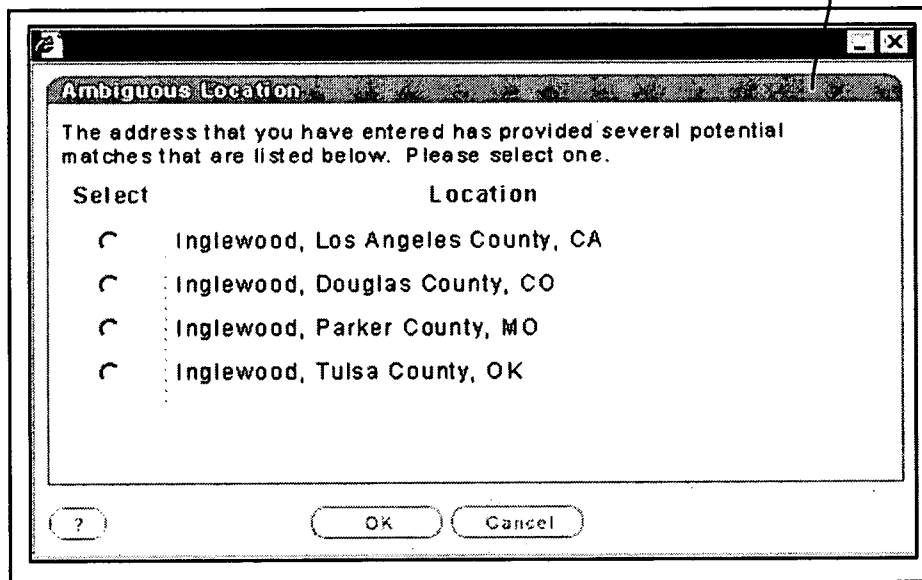 Ambiguous Location
The address that you have entered has provided several potential
matches that are listed below. Please select one.
Select Location
Inglewood, Los Angeles County, CA
Inglewood, Douglas County, CO
Inglewood, Parker County, MO
Inglewood, Tulsa County, OK
? OK Cancel